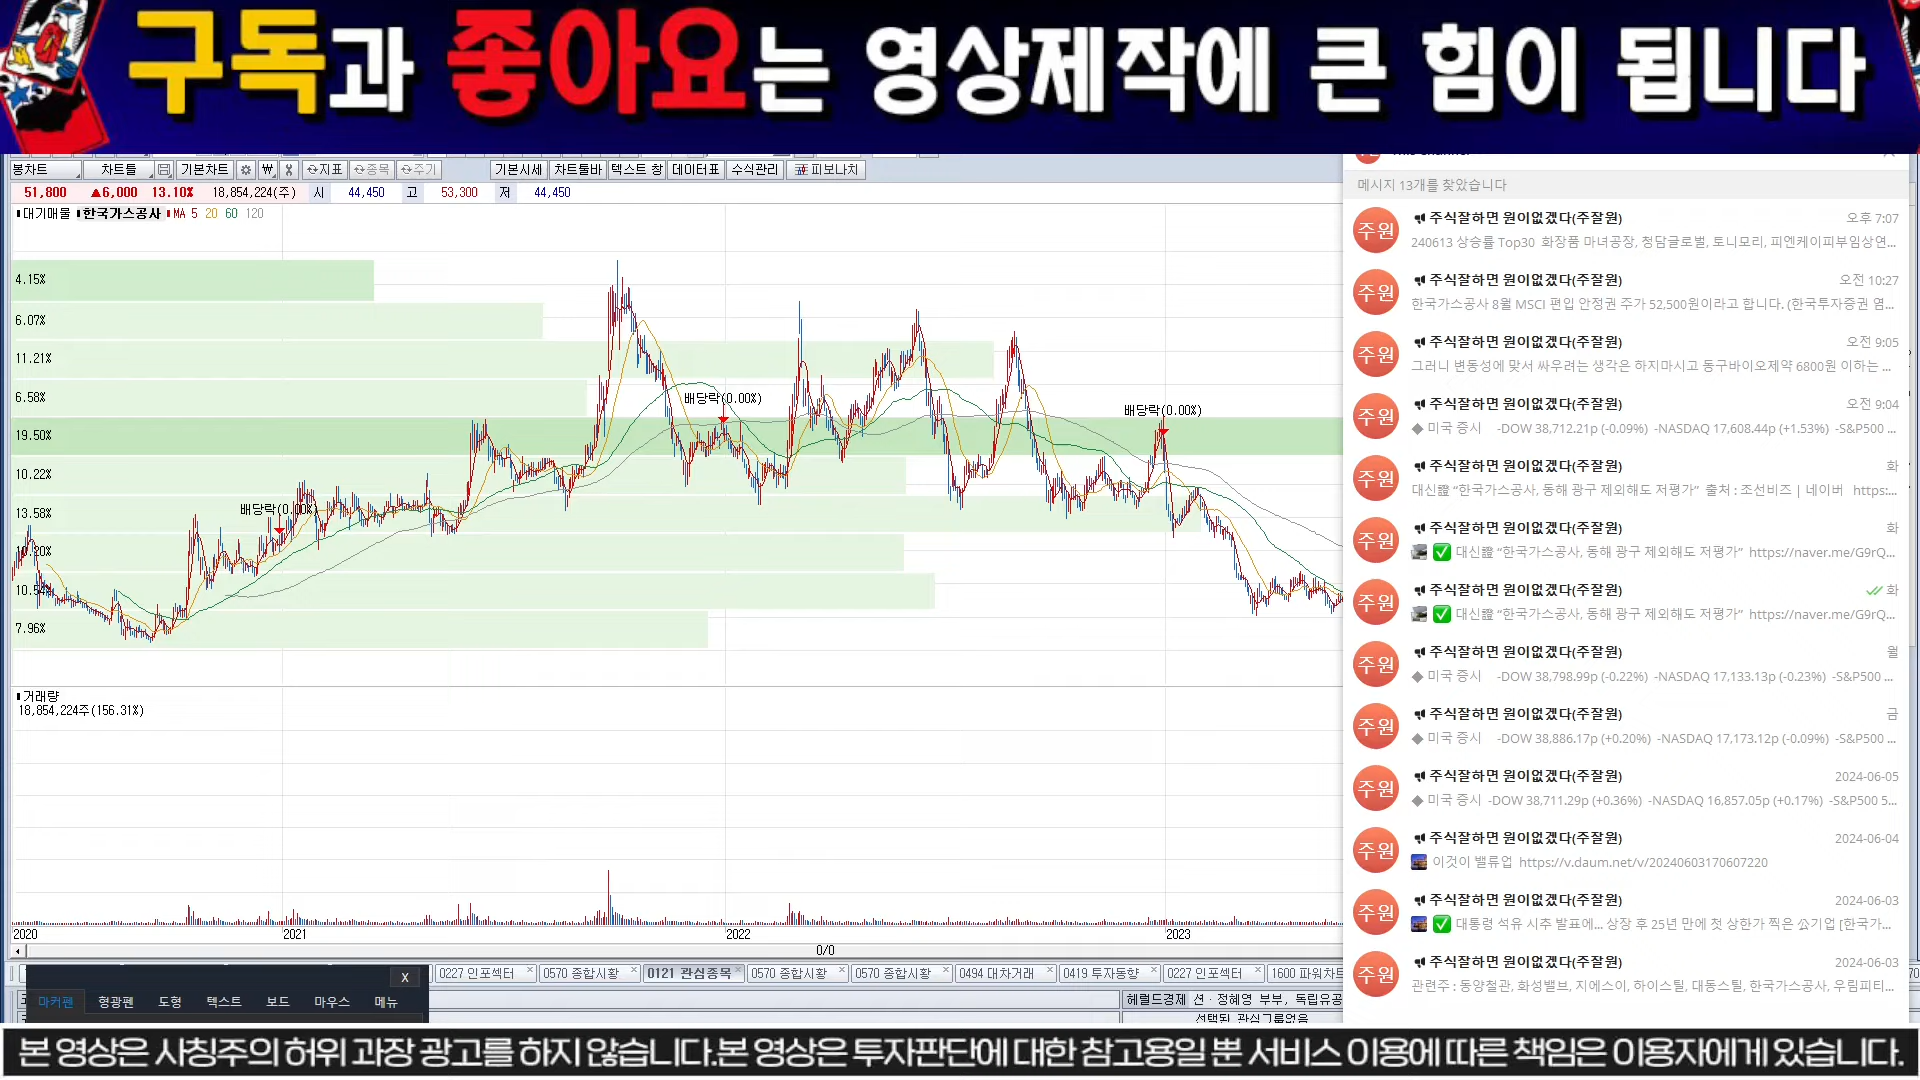 구독과 좋아요는 영상제작에 큰 힘이 됩니다
봉차트 차트틀 기본차트 지표 종목 주기 기본시세 차트툴바 텍스트 창 데이터표 수식관리 피보나치
51,800 ▲6,000 13.10% 18,854,224(주) 시 44,450 고 53,300 저 44,450
대기매물 한국가스공사 MA 5 20 60 120
4.15%
6.07%
11.21%
6.58%
배당락(0.00%)
배당락(0.00%)
19.50%
10.22%
배당락(0.00%)
13.58%
10.20%
10.54%
7.96%
거래량
18,854,224주(156.31%)
2020 2021 2022 2023
0/0
X 0227 인포섹터 0570 종합시황 0121 관심종목 0570 종합시황 0570 종합시황 0494 대차거래 0419 투자동향 0227 인포섹터 1600 파워차트
마커펜 형광펜 도형 텍스트 보드 마우스 메뉴
헤럴드경제 션·정혜영 부부, 독립유공
선택된 관심그룹없음
메시지 13개를 찾았습니다
주원 주식잘하면 원이없겠다(주잘원) 오후 7:07
240613 상승률 Top30 화장품 마녀공장, 청담글로벌, 토니모리, 피엔케이피부임상연...
주원 주식잘하면 원이없겠다(주잘원) 오전 10:27
한국가스공사 8월 MSCI 편입 안정권 주가 52,500원이라고 합니다. (한국투자증권 염...
주원 주식잘하면 원이없겠다(주잘원) 오전 9:05
그러니 변동성에 맞서 싸우려는 생각은 하지마시고 동구바이오제약 6800원 이하는 ...
주원 주식잘하면 원이없겠다(주잘원) 오전 9:04
◆ 미국 증시 -DOW 38,712.21p (-0.09%) -NASDAQ 17,608.44p (+1.53%) -S&P500 ...
주원 주식잘하면 원이없겠다(주잘원) 화
대신證 “한국가스공사, 동해 광구 제외해도 저평가” 출처 : 조선비즈 | 네이버 https:...
주원 주식잘하면 원이없겠다(주잘원) 화
✅ 대신證 “한국가스공사, 동해 광구 제외해도 저평가” https://naver.me/G9rQ...
주원 주식잘하면 원이없겠다(주잘원) 화
✅ 대신證 “한국가스공사, 동해 광구 제외해도 저평가” https://naver.me/G9rQ...
주원 주식잘하면 원이없겠다(주잘원) 월
◆ 미국 증시 -DOW 38,798.99p (-0.22%) -NASDAQ 17,133.13p (-0.23%) -S&P500 ...
주원 주식잘하면 원이없겠다(주잘원) 금
◆ 미국 증시 -DOW 38,886.17p (+0.20%) -NASDAQ 17,173.12p (-0.09%) -S&P500 ...
주원 주식잘하면 원이없겠다(주잘원) 2024-06-05
◆ 미국 증시 -DOW 38,711.29p (+0.36%) -NASDAQ 16,857.05p (+0.17%) -S&P500 5...
주원 주식잘하면 원이없겠다(주잘원) 2024-06-04
이것이 밸류업 https://v.daum.net/v/20240603170607220
주원 주식잘하면 원이없겠다(주잘원) 2024-06-03
✅ 대통령 석유 시추 발표에... 상장 후 25년 만에 첫 상한가 찍은 公기업 [한국가...
주원 주식잘하면 원이없겠다(주잘원) 2024-06-03
관련주 : 동양철관, 화성밸브, 지에스이, 하이스틸, 대동스틸, 한국가스공사, 우림피티...
본 영상은 사칭주의 허위 과장 광고를 하지 않습니다.본 영상은 투자판단에 대한 참고용일 뿐 서비스 이용에 따른 책임은 이용자에게 있습니다.